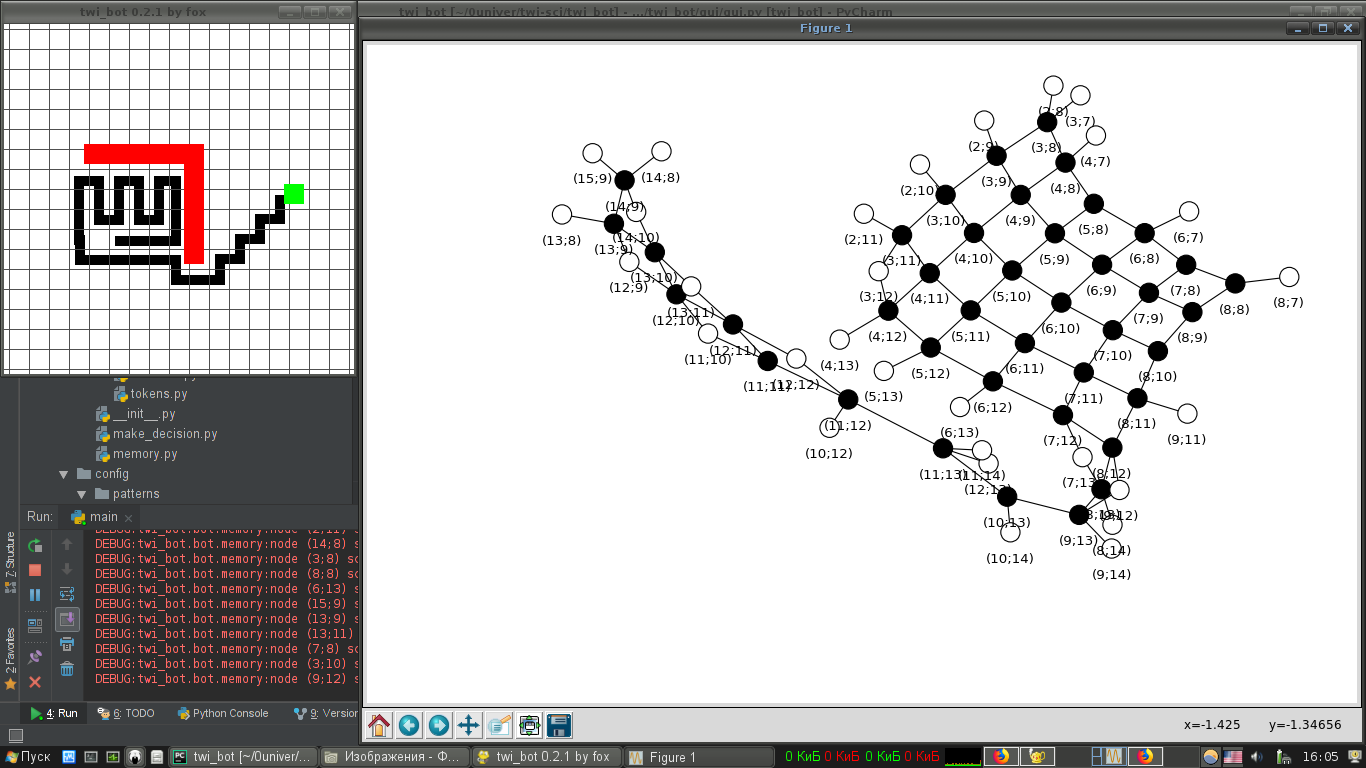 twi_bot 0.2.1 by fox
twi_bot [~/0univer/twi-sci/twi_bot] - .../twi_bot/gui/gui.py [twi_bot] - PyCharm
Figure 1
(2;8)
(3;7)
(2;9)
(3;8)
(4;7)
(15;9)
(14;8)
(3;9)
(4;8)
(2;10)
(14;9)
(3;10)
(4;9)
(5;8)
(13;8)
(14;10)
(2;11)
(6;7)
(13;9)
(3;11)
(4;10)
(5;9)
(6;8)
(13;10)
(12;9)
(3;12)
(4;11)
(5;10)
(6;9)
(7;8)
(8;7)
(13;11)
(12;10)
(8;8)
(7;9)
(4;12)
(5;11)
(6;10)
(8;9)
(12;11)
(11;10)
(7;10)
(4;13)
(5;12)
(6;11)
(8;10)
(11;11)
(12;12)
(5;13)
(7;11)
(6;12)
(11;12)
(8;11)
(6;13)
(7;12)
(9;11)
(10;12)
(11;13)
(11;14)
(8;12)
(12;13)
(7;13)
(8;13)
(9;12)
(10;13)
(9;13)
(8;14)
(10;14)
(9;14)
tokens.py
__init__.py
make_decision.py
memory.py
config
patterns
Run: main
DEBUG:twi_bot.bot.memory:node (2;11)
DEBUG:twi_bot.bot.memory:node (14;8) s
DEBUG:twi_bot.bot.memory:node (3;8) sc
DEBUG:twi_bot.bot.memory:node (8;8) sc
DEBUG:twi_bot.bot.memory:node (6;13) s
DEBUG:twi_bot.bot.memory:node (15;9) s
DEBUG:twi_bot.bot.memory:node (13;9) s
DEBUG:twi_bot.bot.memory:node (13;11)
DEBUG:twi_bot.bot.memory:node (7;8) sc
DEBUG:twi_bot.bot.memory:node (3;10) s
DEBUG:twi_bot.bot.memory:node (9;12) s
7: Structure
2: Favorites
4: Run
6: TODO
Python Console
9: Version
x=-1.425 y=-1.34656
Пуск
twi_bot [~/0univer/...
Изображения - Ф...
twi_bot 0.2.1 by fox
Figure 1
0 КиБ 0 КиБ 0 КиБ 0 КиБ
16:05